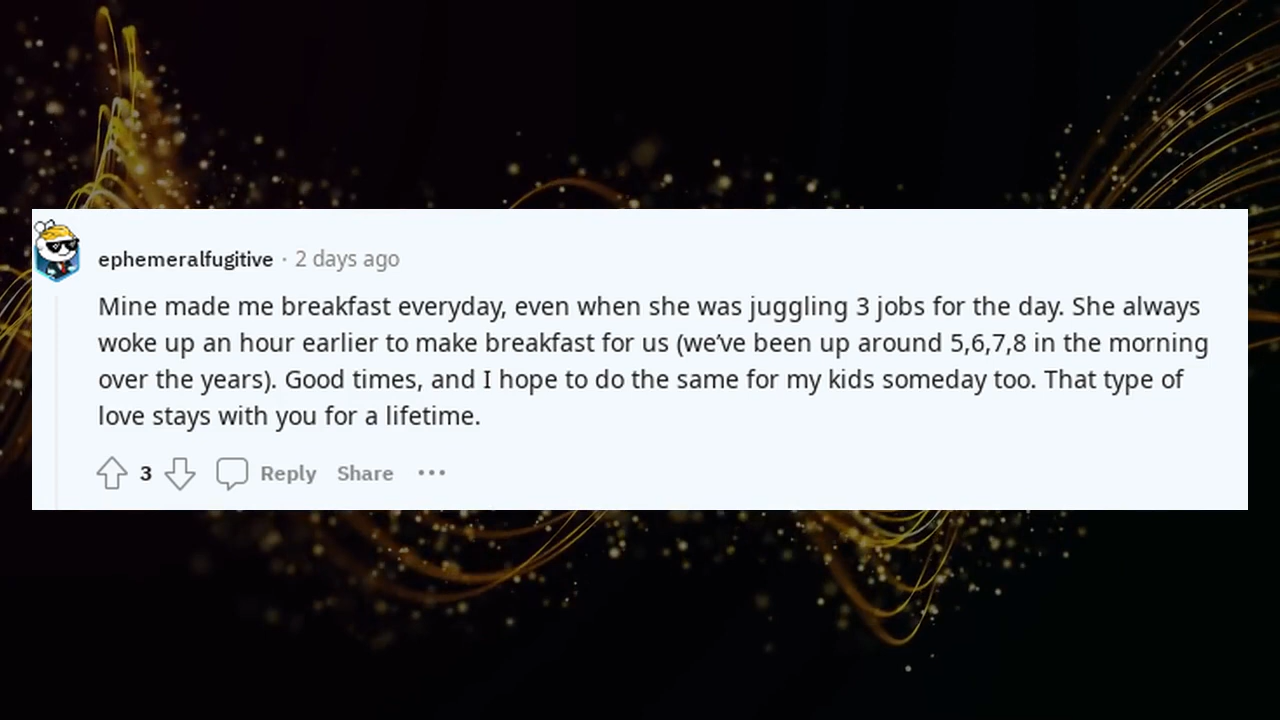 ephemeralfugitive · 2 days ago
Mine made me breakfast everyday, even when she was juggling 3 jobs for the day. She always
woke up an hour earlier to make breakfast for us (we’ve been up around 5,6,7,8 in the morning
over the years). Good times, and I hope to do the same for my kids someday too. That type of
love stays with you for a lifetime.
3 Reply Share ···